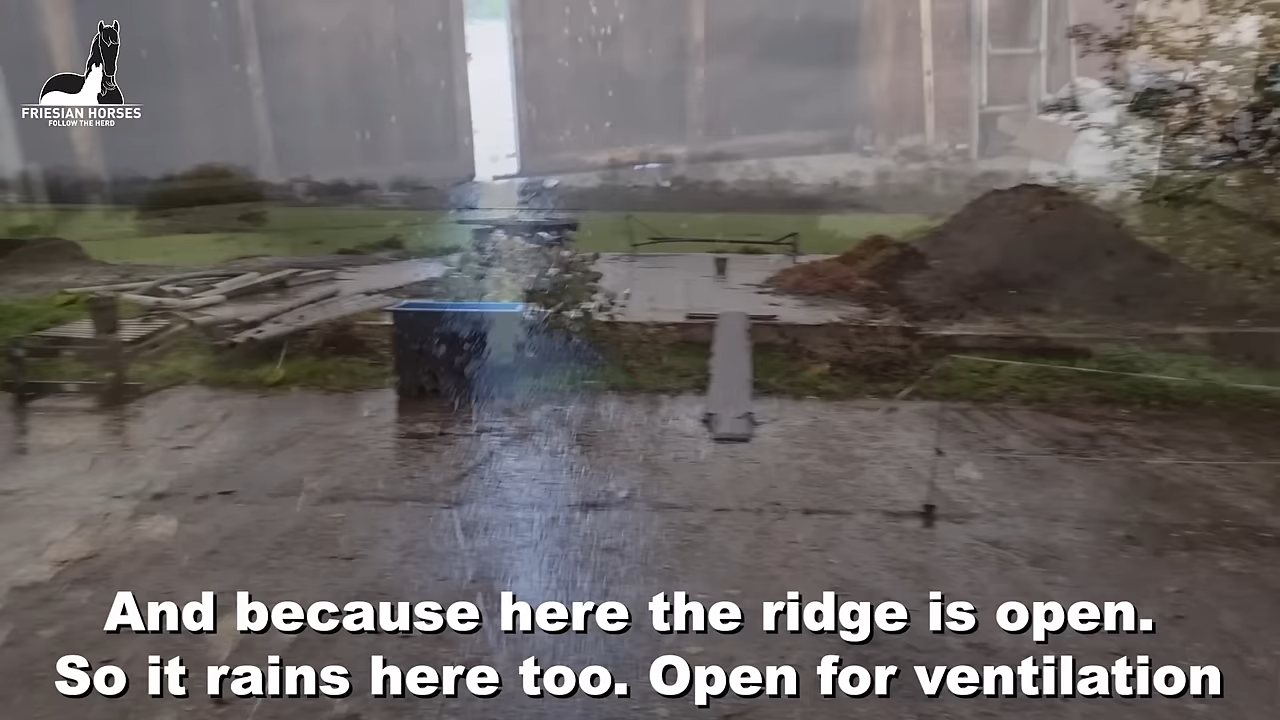 FRIESIAN HORSES
FOLLOW THE HERD
And because here the ridge is open.
So it rains here too. Open for ventilation